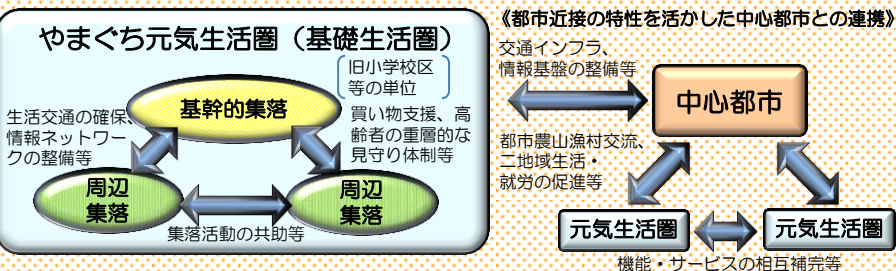 やまぐち元気生活圏（基礎生活圏）
旧小学校区
等の単位
基幹的集落
生活交通の確保、
情報ネットワー
クの整備等
買い物支援、高
齢者の重層的な
見守り体制等
周辺
集落
周辺
集落
集落活動の共助等
《都市近接の特性を活かした中心都市との連携》
交通インフラ、
情報基盤の整備等
中心都市
都市農山漁村交流、
二地域生活・
就労の促進等
元気生活圏
元気生活圏
機能・サービスの相互補完等